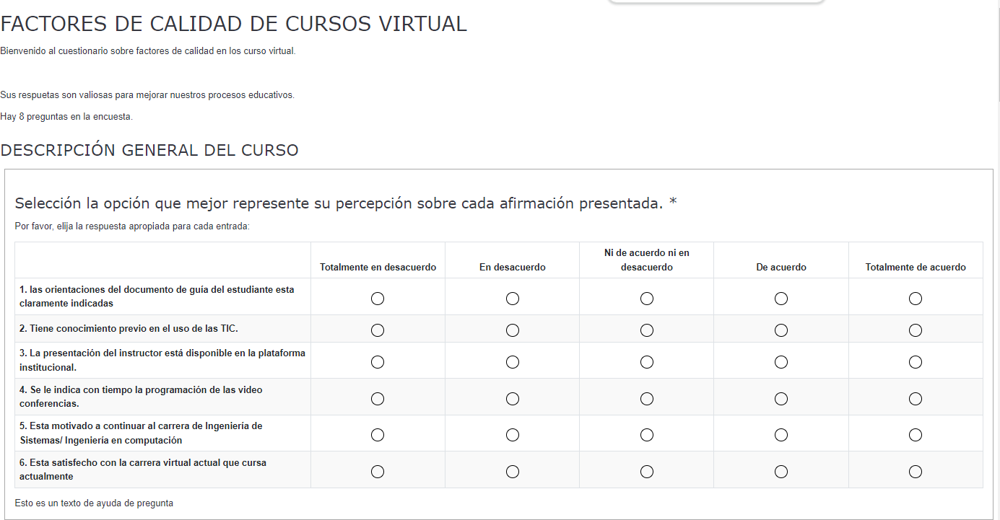 FACTORES DE CALIDAD DE CURSOS VIRTUAL
Bienvenido al cuestionario sobre factores de calidad en los curso virtual.
Sus respuetas son valiosas para mejorar nuestros procesos educativos.
Hay 8 preguntas en la encuesta.
DESCRIPCIÓN GENERAL DEL CURSO
Selección la opción que mejor represente su percepción sobre cada afirmación presentada. *
Por favor, elija la respuesta apropiada para cada entrada:
Totalmente en desacuerdo
En desacuerdo
Ni de acuerdo ni en
desacuerdo
De acuerdo
Totalmente de acuerdo
1. las orientaciones del documento de guía del estudiante esta
claramente indicadas
2. Tiene conocimiento previo en el uso de las TIC.
3. La presentación del instructor está disponible en la plataforma
institucional.
4. Se le indica con tiempo la programación de las video
conferencias.
5. Esta motivado a continuar al carrera de Ingeniería de
Sistemas/ Ingeniería en computación
6. Esta satisfecho con la carrera virtual actual que cursa
actualmente
Esto es un texto de ayuda de pregunta